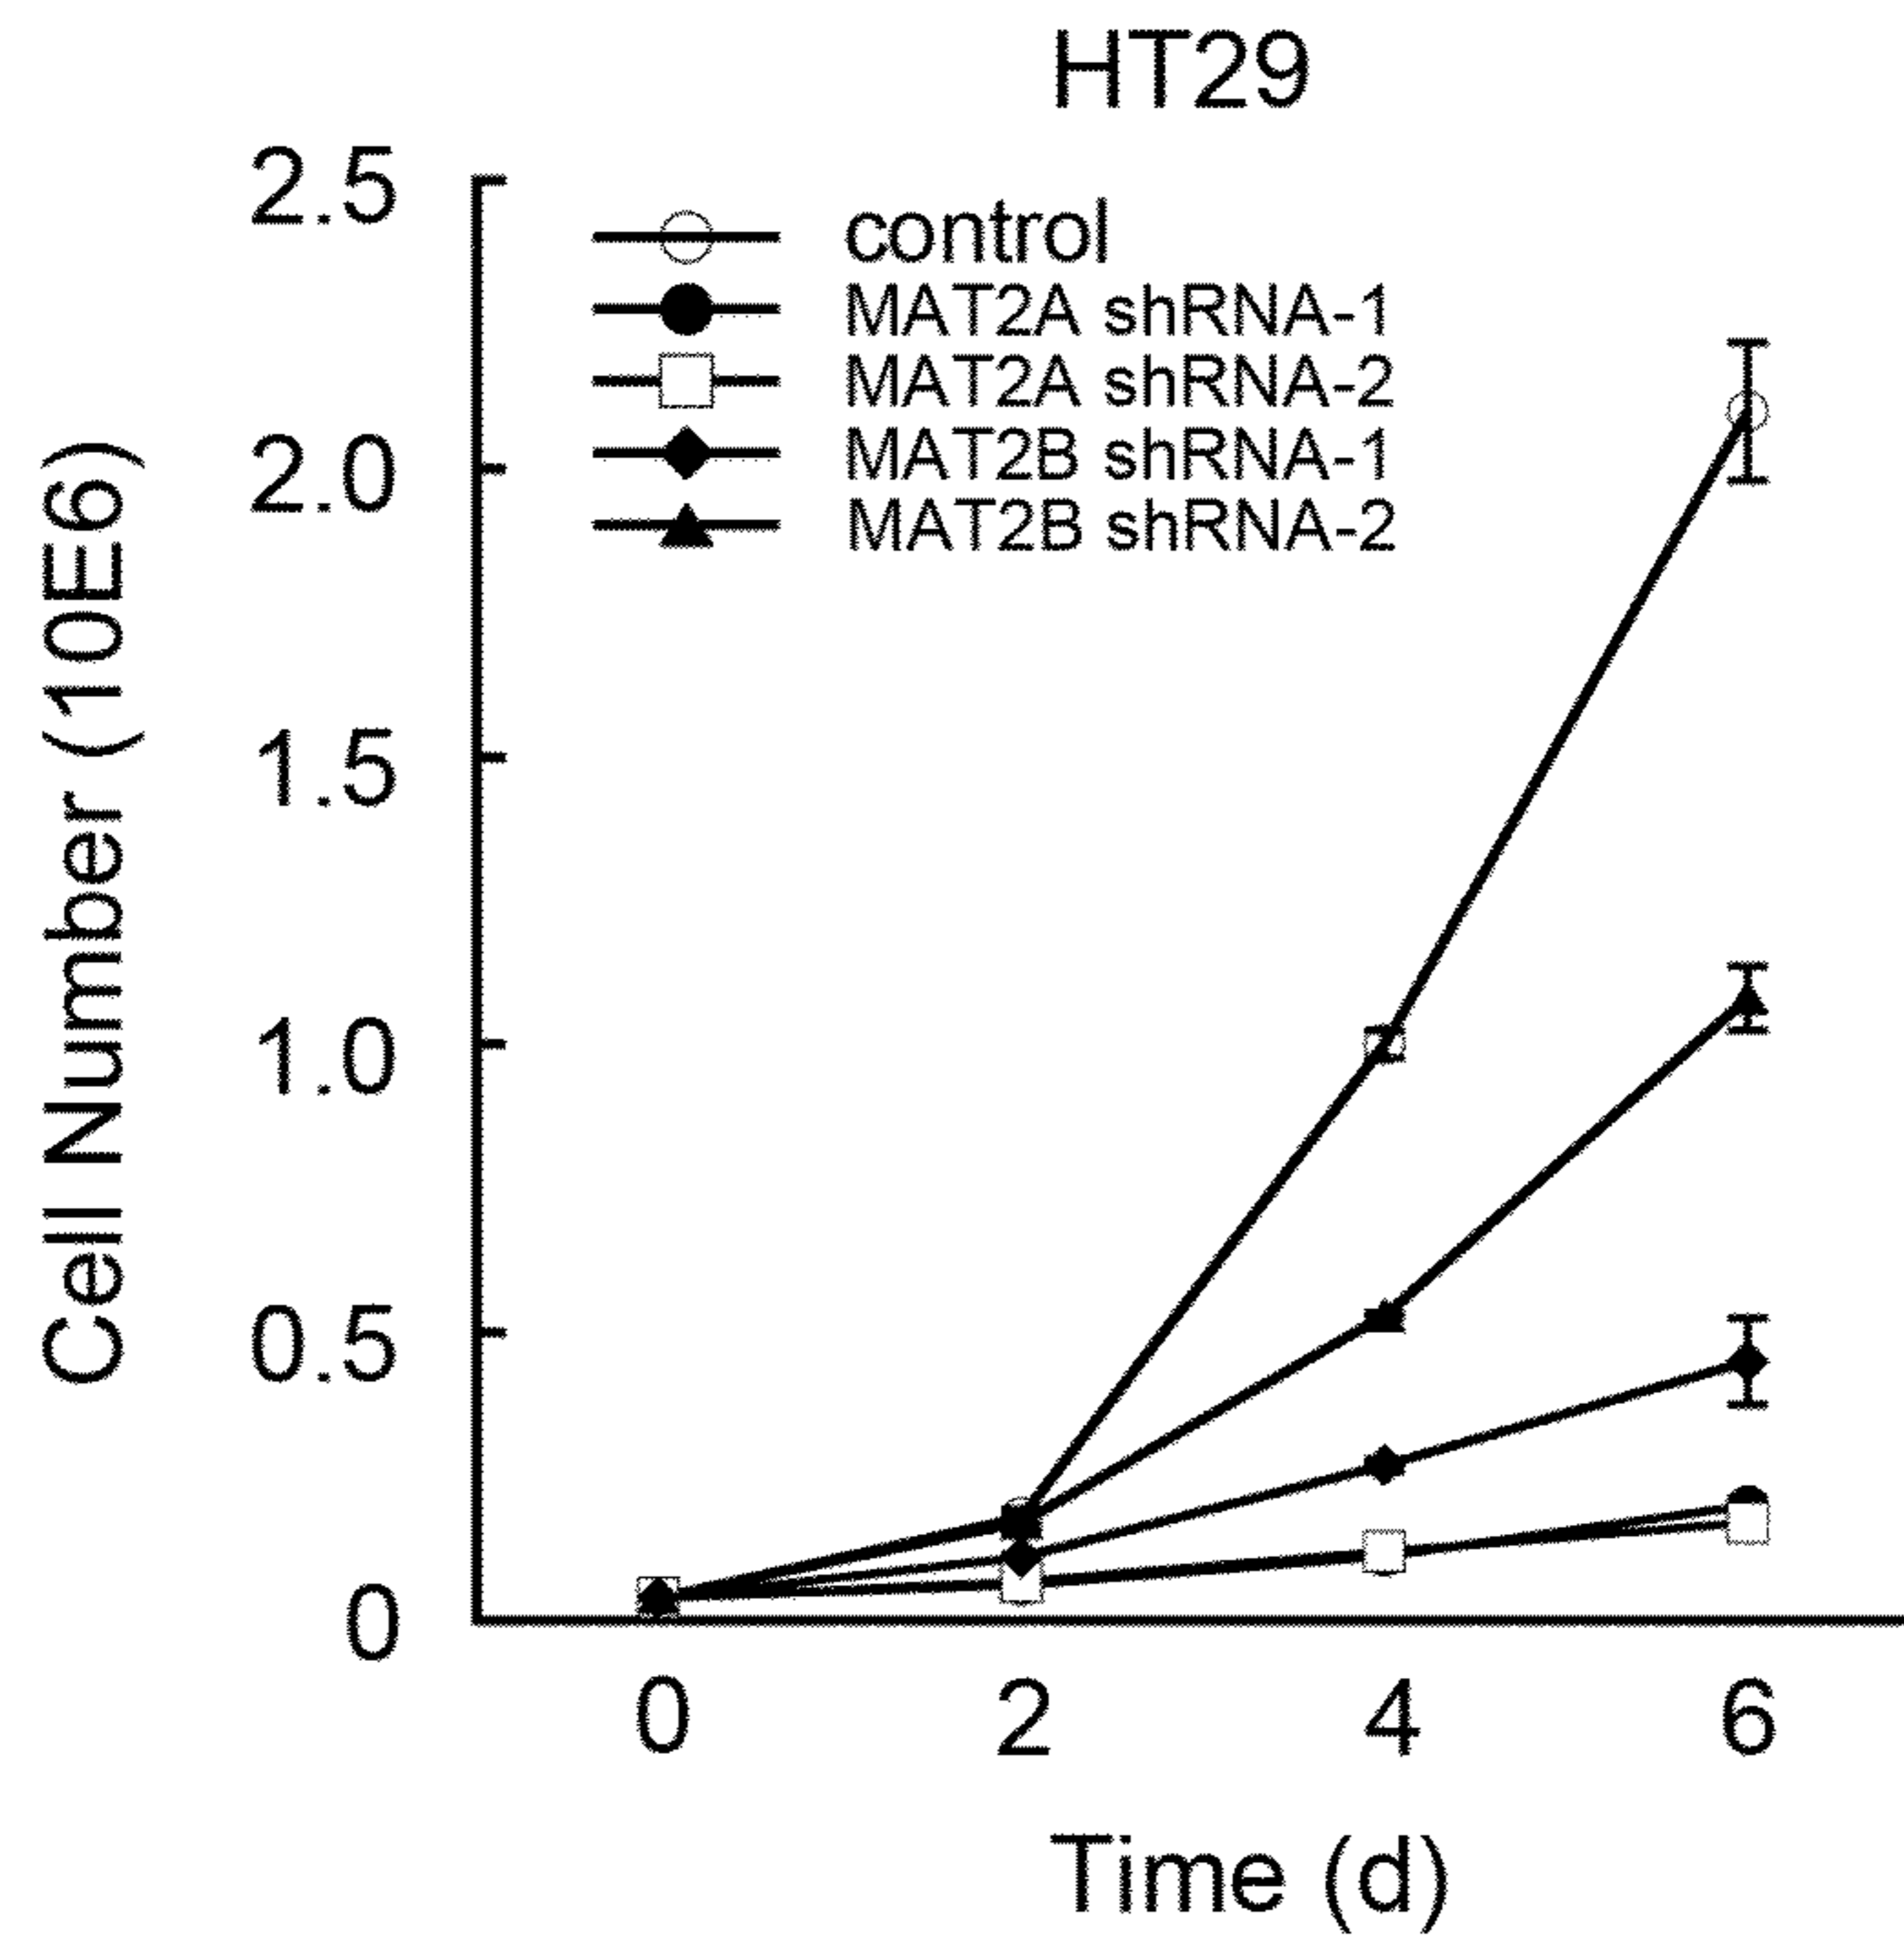 HT29
Cell Number (10E6)
2.5
2.0
1.5
1.0
0.5
0
control
MAT2A shRNA-1
MAT2A shRNA-2
MAT2B shRNA-1
MAT2B shRNA-2
0 2 4 6
Time (d)